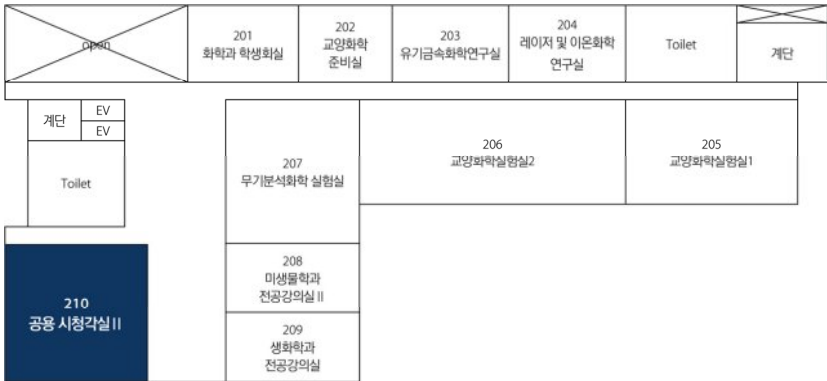 open
201
화학과 학생회실
202
교양화학
준비실
203
유기금속화학연구실
204
레이저 및 이온화학
연구실
Toilet
계단
계단
EV
EV
Toilet
207
무기분석화학 실험실
206
교양화학실험실2
205
교양화학실험실1
208
미생물학과
전공강의실 II
209
생화학과
전공강의실
210
공용 시청각실 II